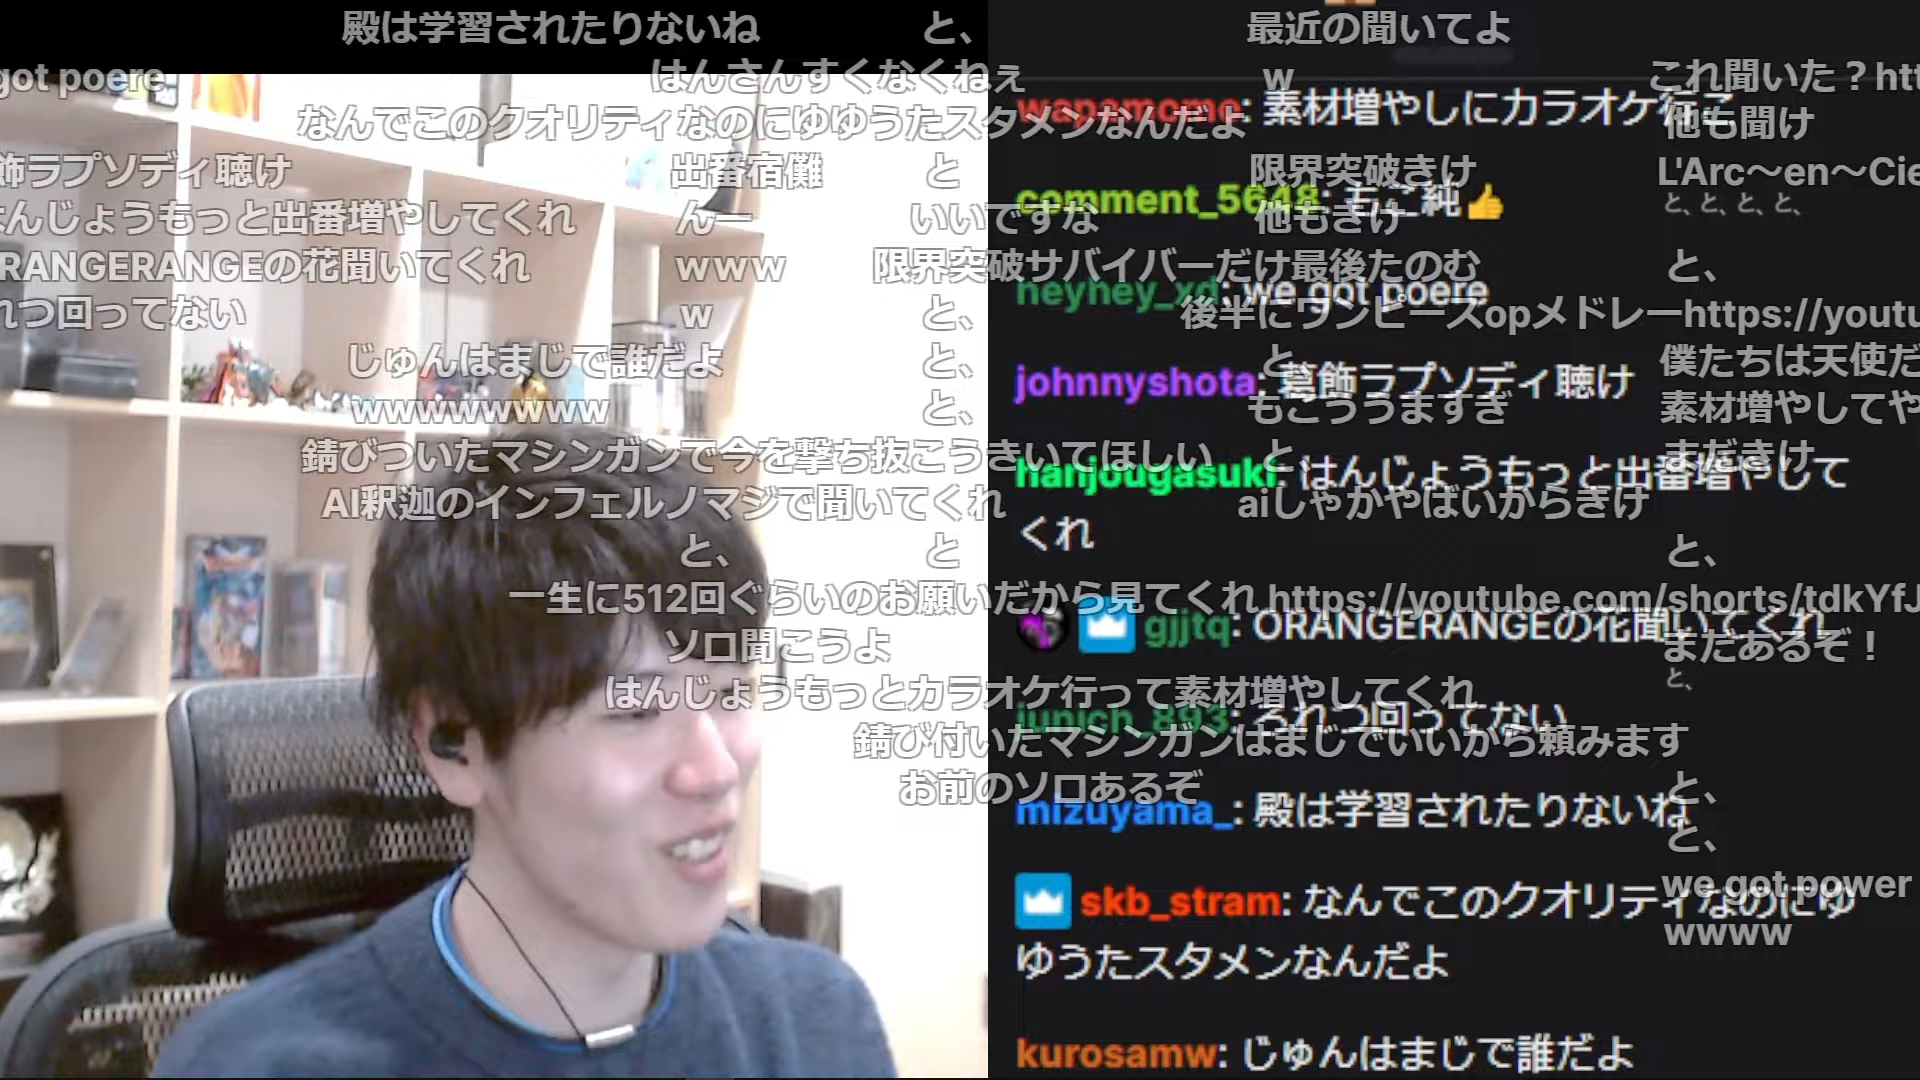 殿は学習されたりないね
と、
最近の聞いてよ
got poere
はんさんすくなくねぇ
w
これ聞いた？htt
なんでこのクオリティなのにゆゆうたスタメンなんだよ
他も聞け
飾ラプソディ聴け
出番宿儺
と
限界突破きけ
L'Arc～en～Cie
はんじょうもっと出番増やしてくれ
んー
いいですな
他もきけ
と、と、と、と、
RANGERANGEの花聞いてくれ
www
限界突破サバイバーだけ最後たのむ
と、
れつ回ってない
w
と、
後半にワンピースopメドレーhttps://youtu
じゅんはまじで誰だよ
と、
と
僕たちは天使だ
wwwwwwww
と、
もこううますぎ
素材増やしてや
錆びついたマシンガンで今を撃ち抜こうきいてほしい
と
まだきけ
AI釈迦のインフェルノマジで聞いてくれ
aiしゃかやばいからきけ
と、
と
と、
一生に512回ぐらいのお願いだから見てくれ https://youtube.com/shorts/tdkYfJ
ソロ聞こうよ
まだあるぞ！
はんじょうもっとカラオケ行って素材増やしてくれ
と、
錆び付いたマシンガンはまじでいいから頼みます
お前のソロあるぞ
と、
と、
we got power
wwww
wapamomo: 素材増やしにカラオケ行こ
comment_5648: もこ純👍
heyhey_xd: we got poere
johnnyshota: 葛飾ラプソディ聴け
hanjougasuki: はんじょうもっと出番増やして
くれ
gjjtq: ORANGERANGEの花聞いてくれ
junich_893: ろれつ回ってない
mizuyama_: 殿は学習されたりないね
skb_stram: なんでこのクオリティなのにゆ
ゆうたスタメンなんだよ
kurosamw: じゅんはまじで誰だよ